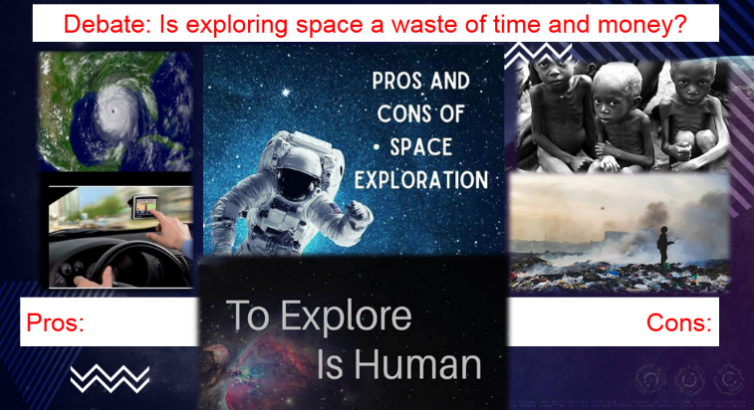 Debate: Is exploring space a waste of time and money?
PROS AND
CONS OF
• SPACE
EXPLORATION
Pros:
To Explore
Is Human
Cons: